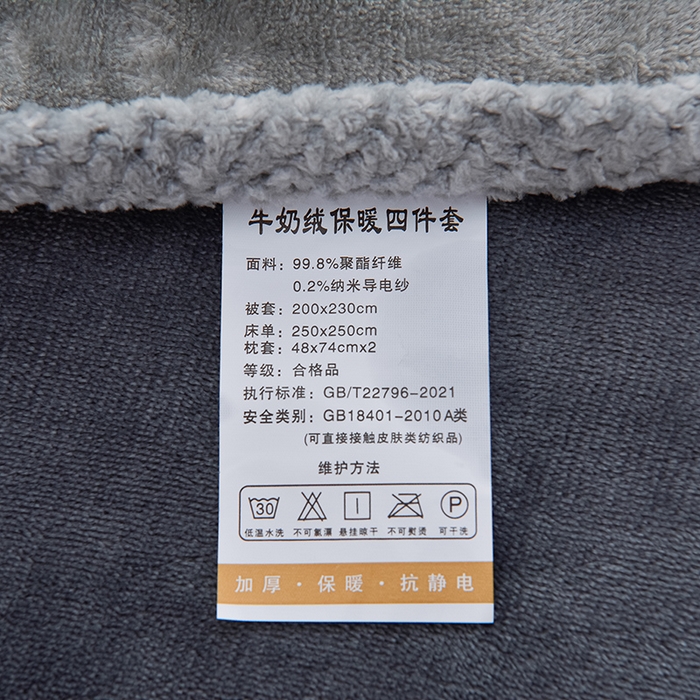 牛奶绒保暖四件套
面料：99.8%聚酯纤维
0.2%纳米导电纱
被套：200x230cm
床单：250x250cm
枕套：48x74cmx2
等级：合格品
执行标准：GB/T22796-2021
安全类别：GB18401-2010A类
(可直接接触皮肤类纺织品)
维护方法
30 P
低温水洗 不可氯漂 悬挂晾干 不可熨烫 可干洗
加厚·保暖·抗静电